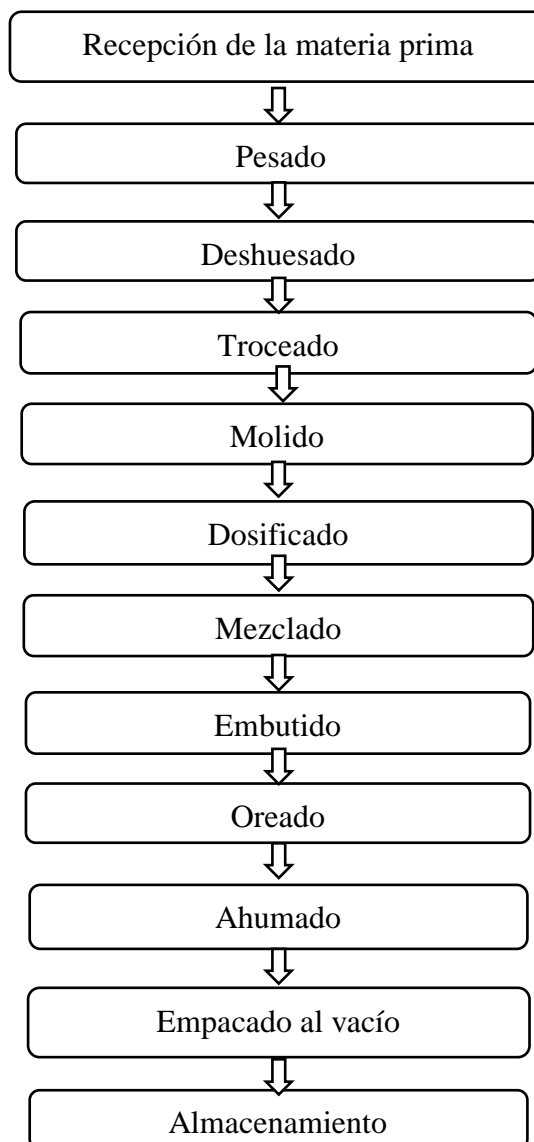 Recepción de la materia prima
Pesado
Deshuesado
Troceado
Molido
Dosificado
Mezclado
Embutido
Oreado
Ahumado
Empacado al vacío
Almacenamiento